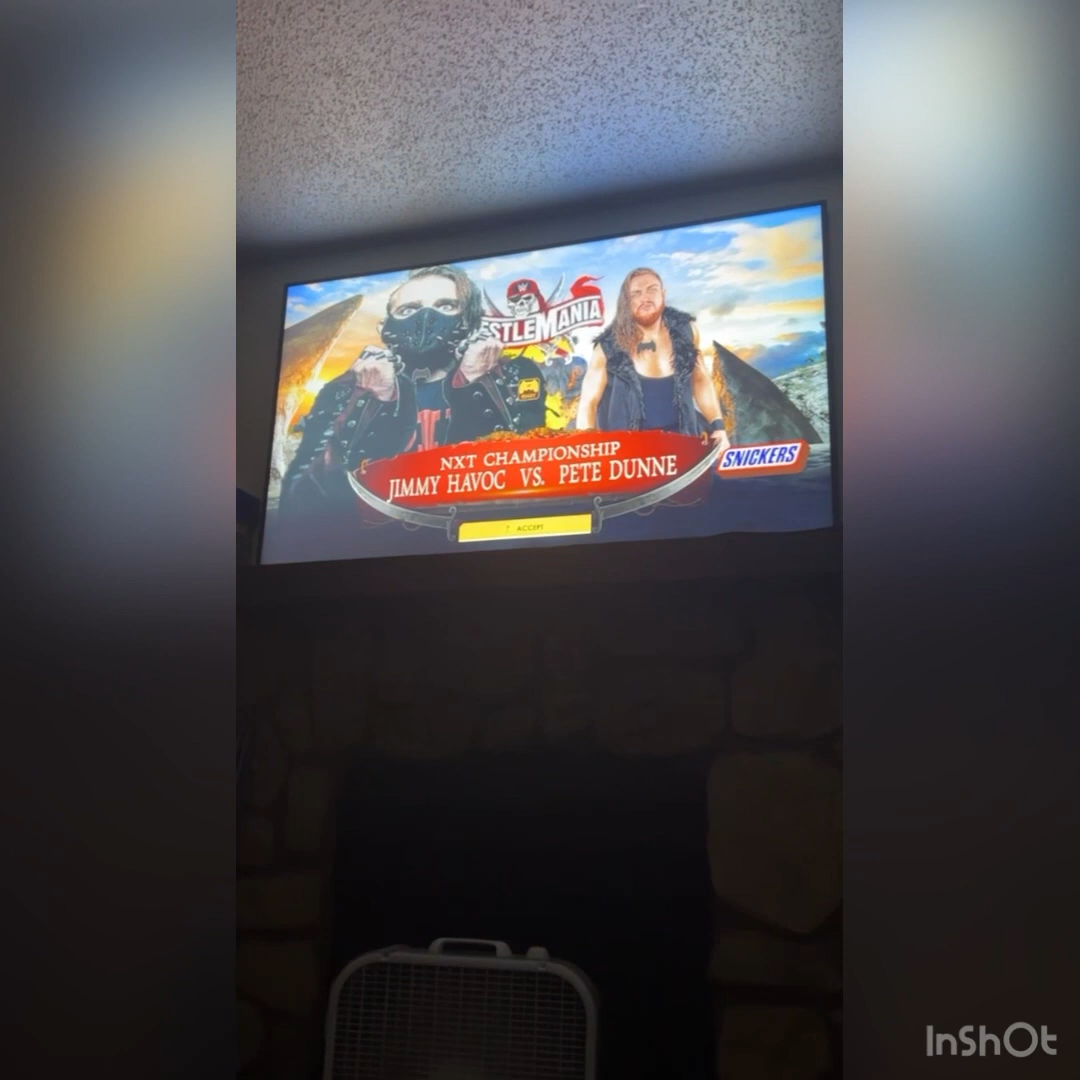 W
STLEMANIA
NXT CHAMPIONSHIP
JIMMY HAVOC VS. PETE DUNNE
SNICKERS
ACCEPT
InShOt